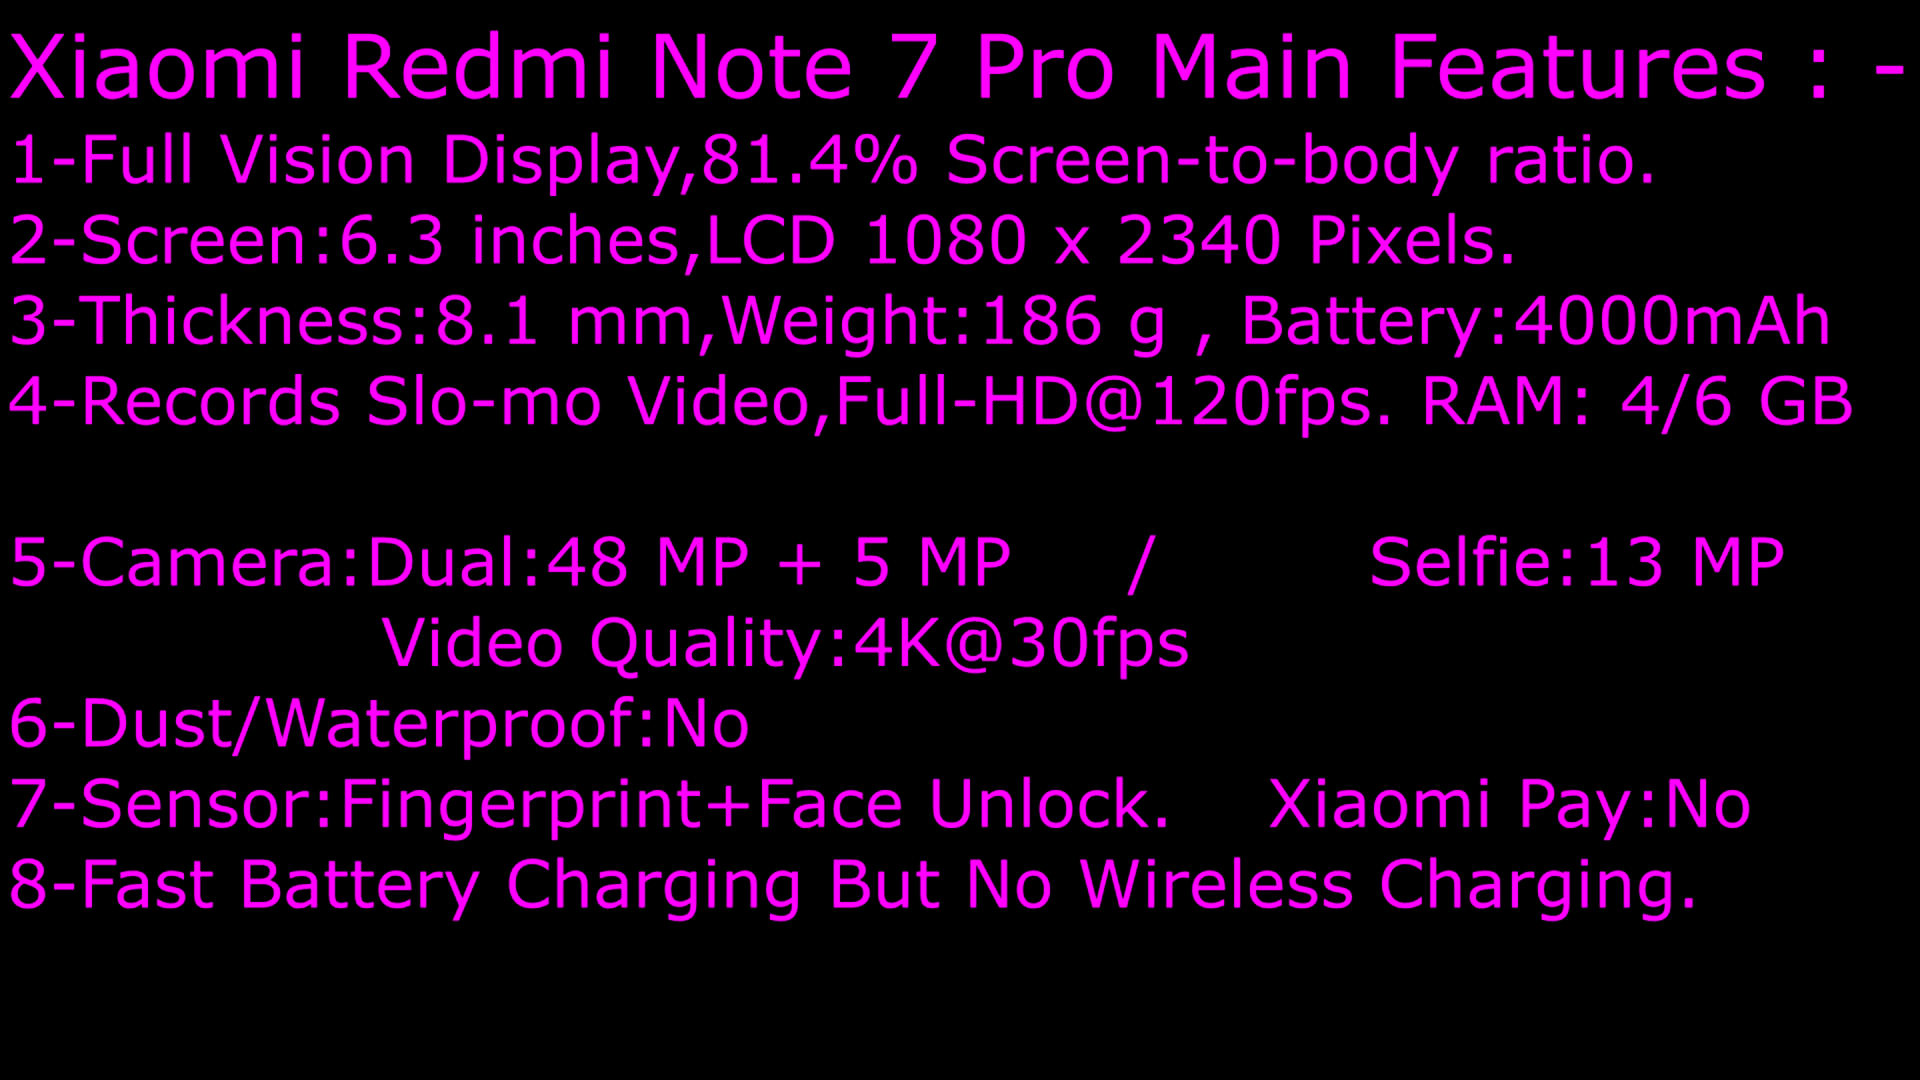 Xiaomi Redmi Note 7 Pro Main Features : -
1-Full Vision Display,81.4% Screen-to-body ratio.
2-Screen:6.3 inches,LCD 1080 x 2340 Pixels.
3-Thickness:8.1 mm,Weight:186 g , Battery:4000mAh
4-Records Slo-mo Video,Full-HD@120fps. RAM: 4/6 GB
5-Camera:Dual:48 MP + 5 MP / Selfie:13 MP
Video Quality:4K@30fps
6-Dust/Waterproof:No
7-Sensor:Fingerprint+Face Unlock. Xiaomi Pay:No
8-Fast Battery Charging But No Wireless Charging.